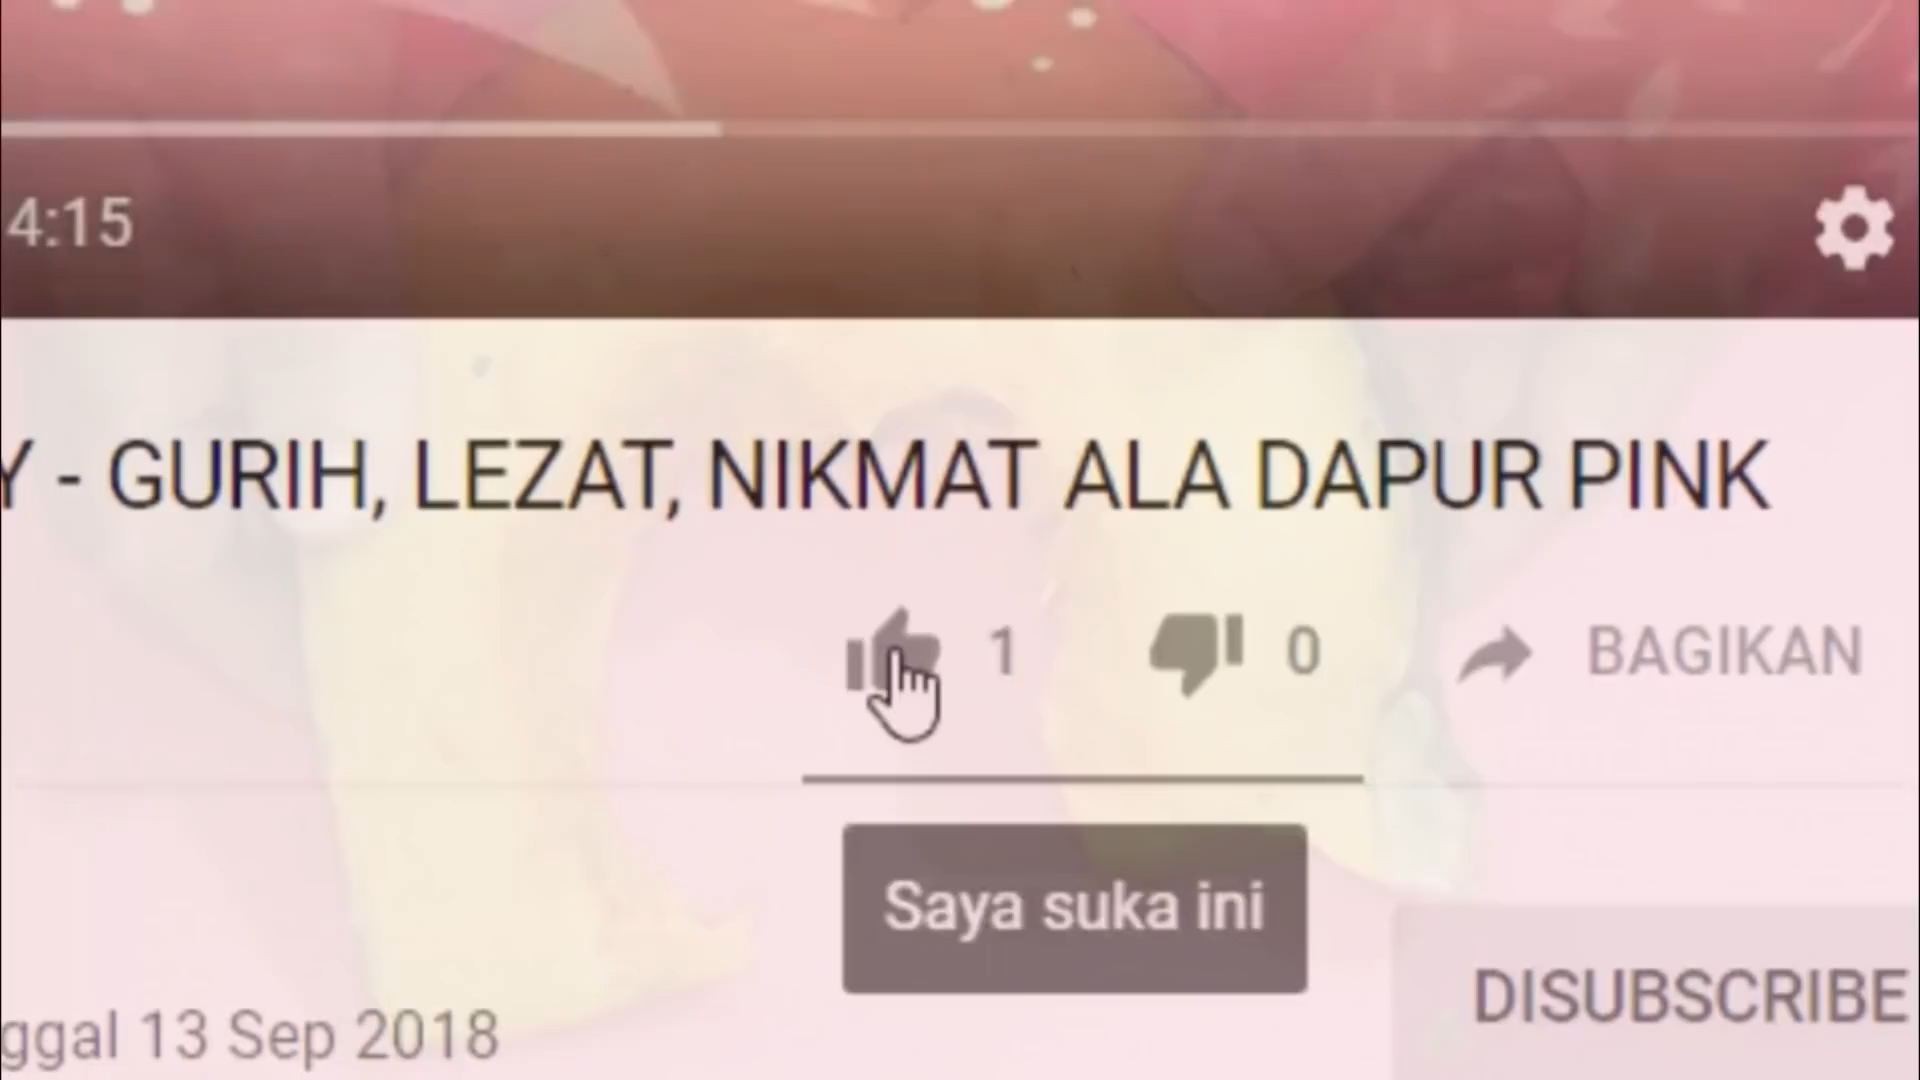 4:15
Y - GURIH, LEZAT, NIKMAT ALA DAPUR PINK
1 0 BAGIKAN
Saya suka ini
DISUBSCRIBE
ggal 13 Sep 2018